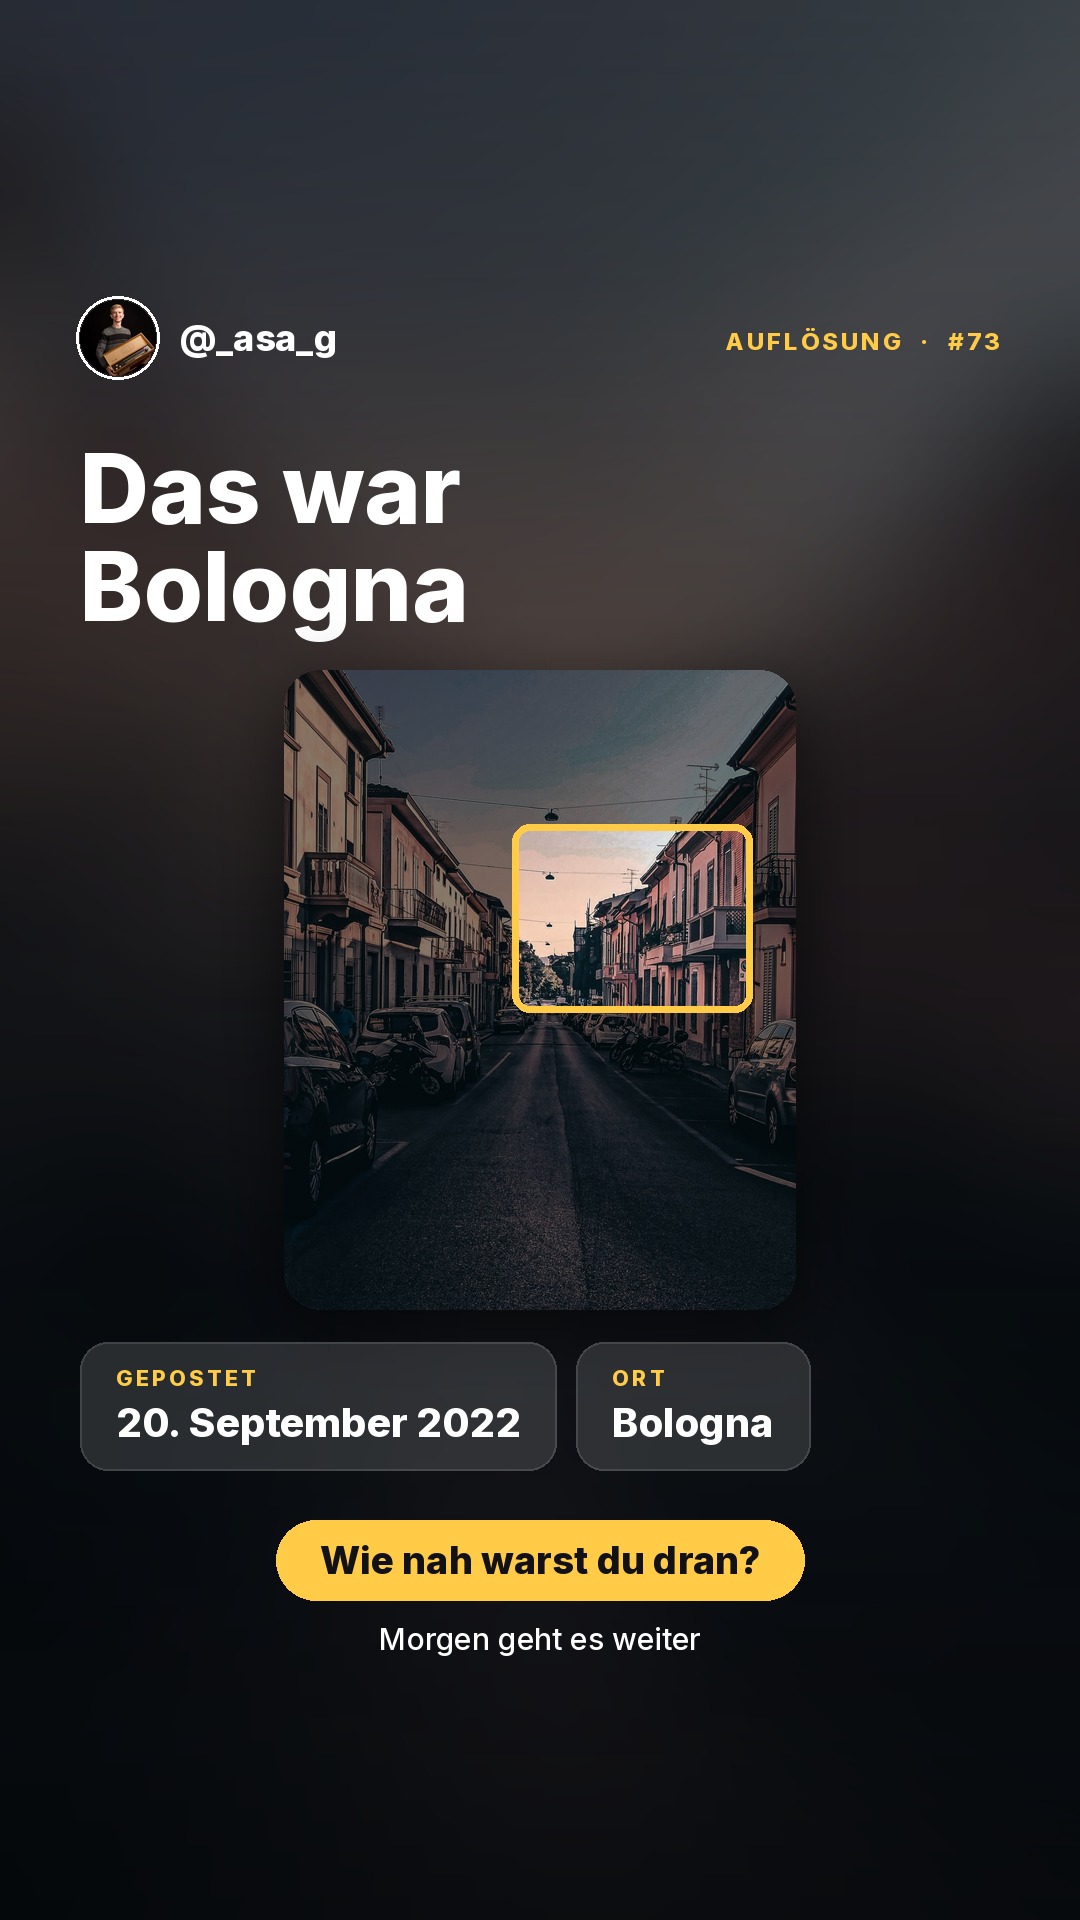 @_asa_g
AUFLÖSUNG · #73
Das war
Bologna
GEPOSTET
20. September 2022
ORT
Bologna
Wie nah warst du dran?
Morgen geht es weiter